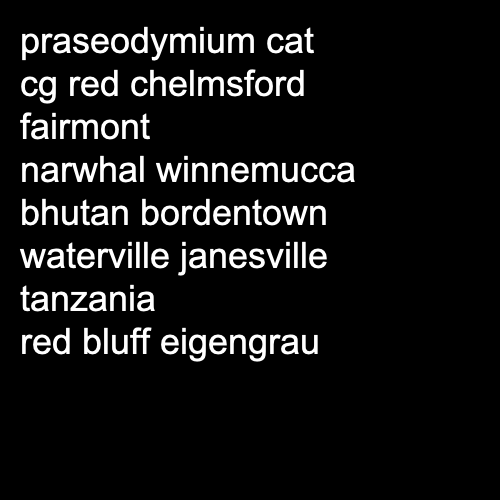 praseodymium cat
cg red chelmsford
fairmont
narwhal winnemucca
bhutan bordentown
waterville janesville
tanzania
red bluff eigengrau